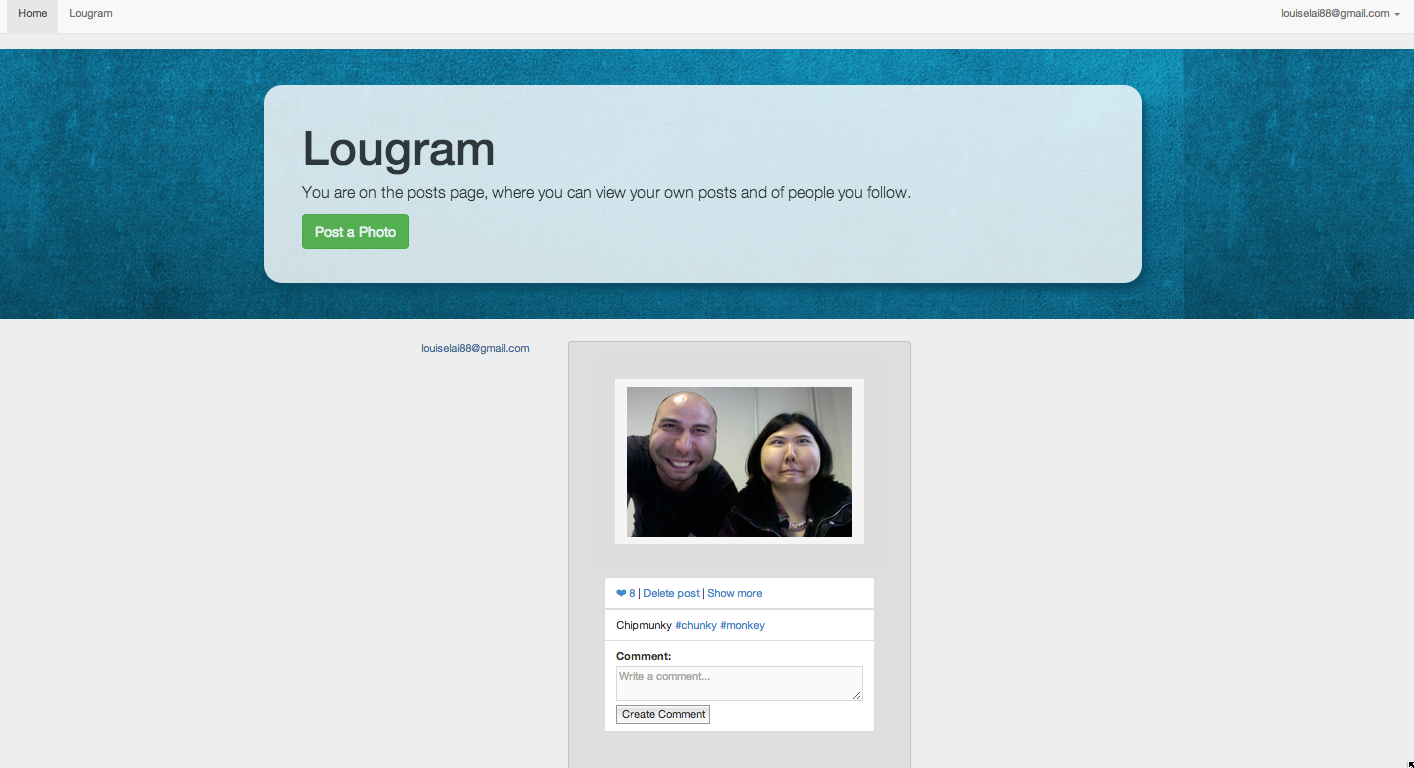 Home Lougram louiselai88@gmail.com
Lougram
You are on the posts page, where you can view your own posts and of people you follow.
Post a Photo
louiselai88@gmail.com
❤ 8 | Delete post | Show more
Chipmunky #chunky #monkey
Comment:
Write a comment...
Create Comment